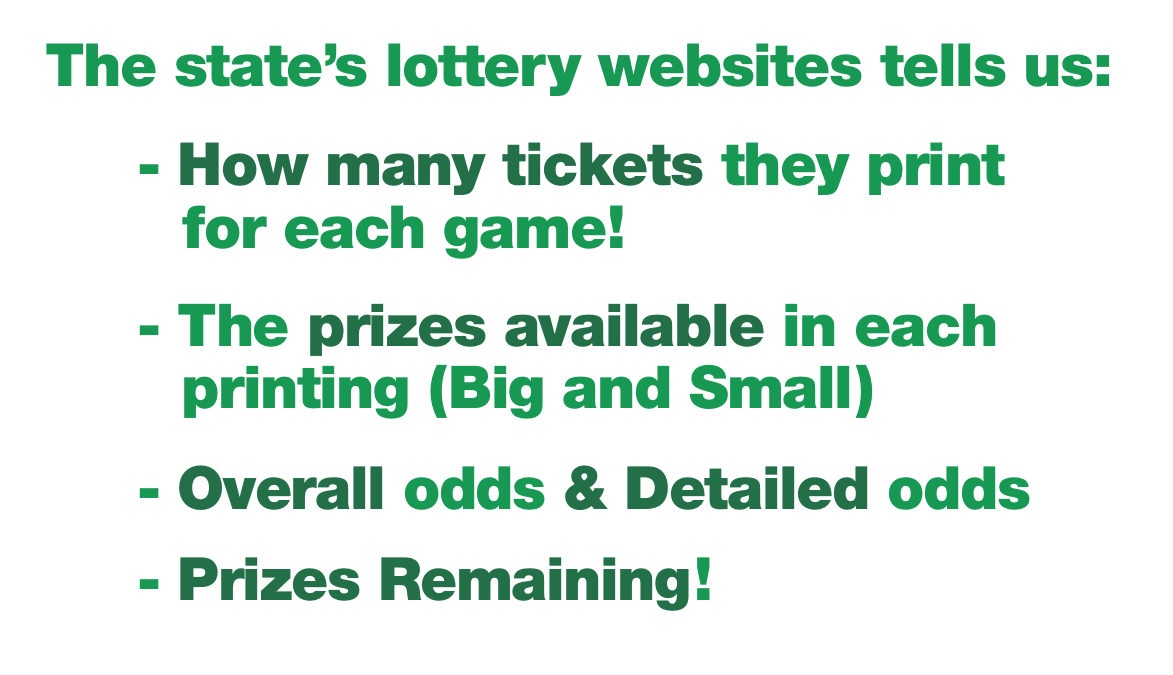 The state’s lottery websites tells us:
- How many tickets they print
for each game!
- The prizes available in each
printing (Big and Small)
- Overall odds & Detailed odds
- Prizes Remaining!